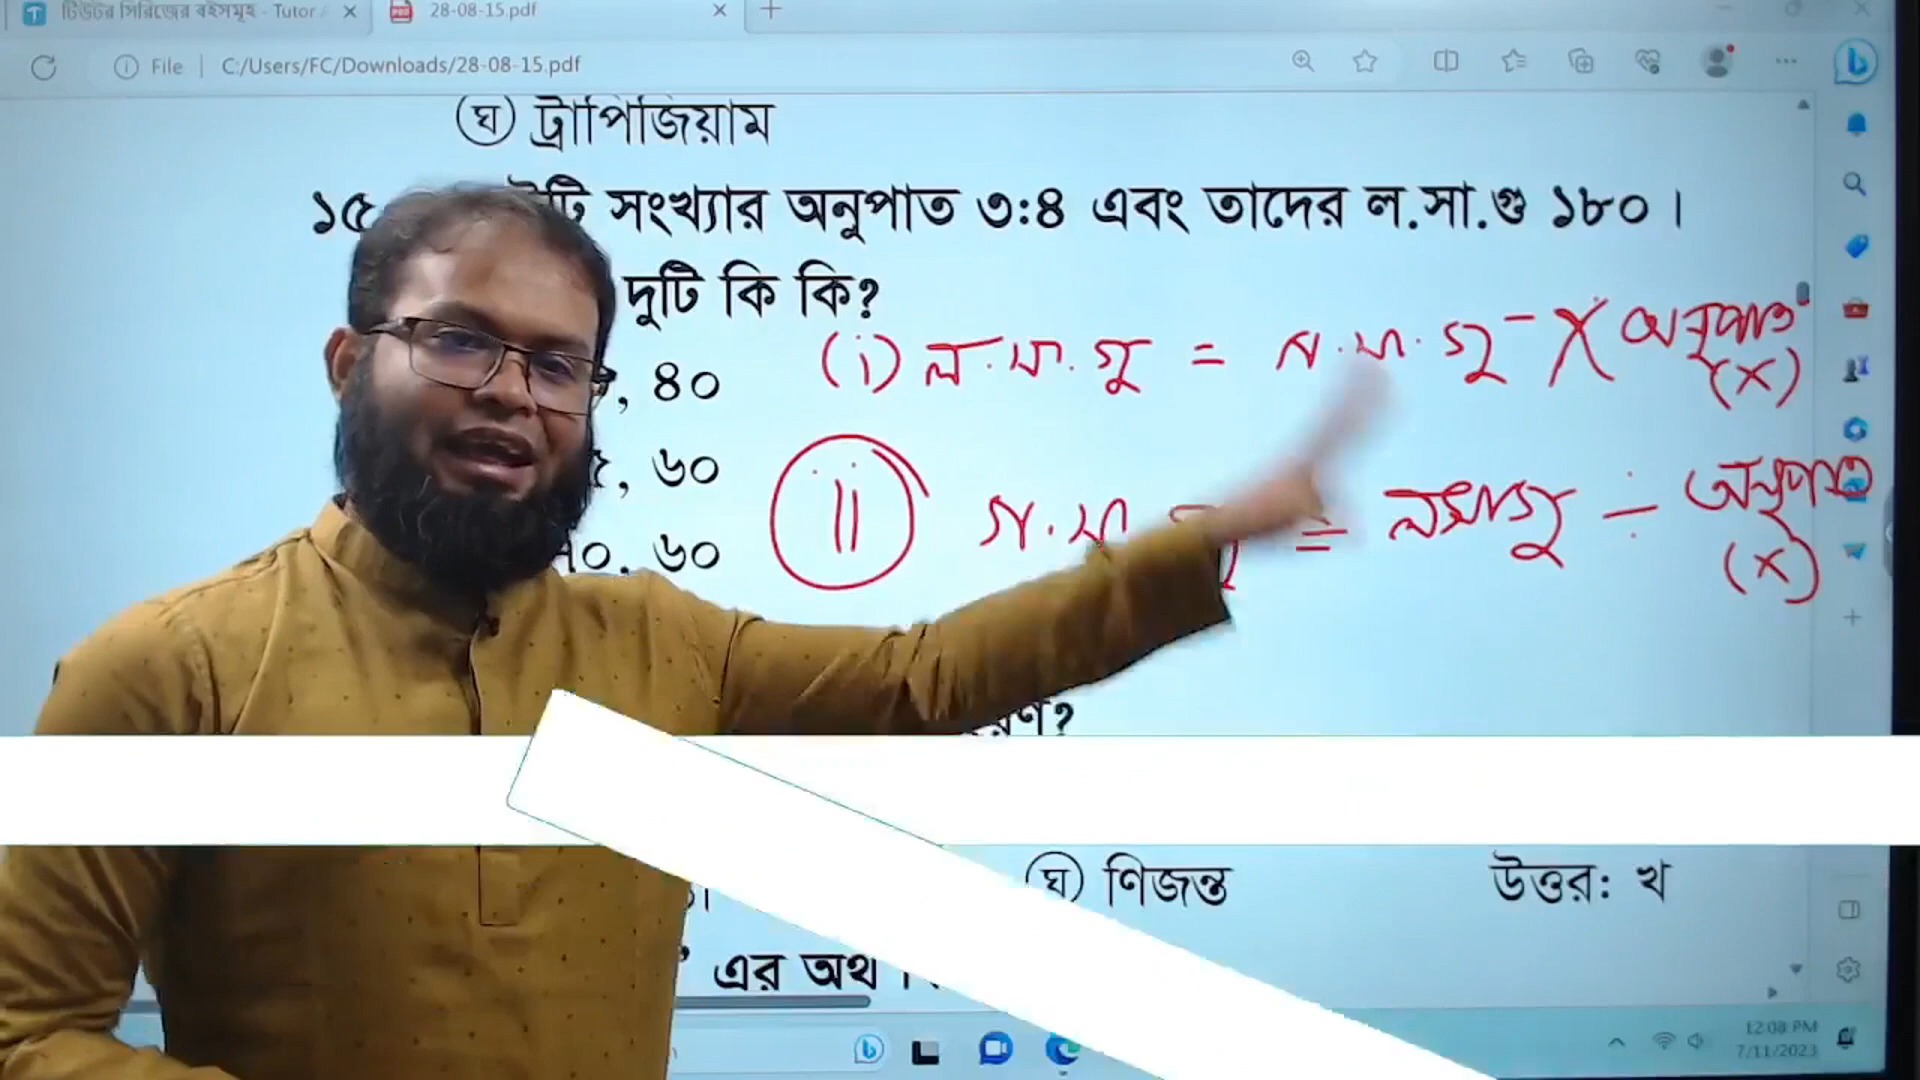 টিউটর সিরিজের বইসমূহ - Tutor
28-08-15.pdf
File | C:/Users/FC/Downloads/28-08-15.pdf
ঘ ট্রাপিজিয়াম
১৫ টি সংখ্যার অনুপাত ৩:৪ এবং তাদের ল.সা.গু ১৮০।
দুটি কি কি?
(i) ল.সা.গু = গ.সা.গু X অনুপাত
(x)
, ৪০
, ৬০
ii গ.সা. = লসাগু ÷ অনুপাত
(x)
, ৬০
ঘ ণিজন্ত
উত্তর: খ
এর অর্থ
12:08 PM
7/11/2023